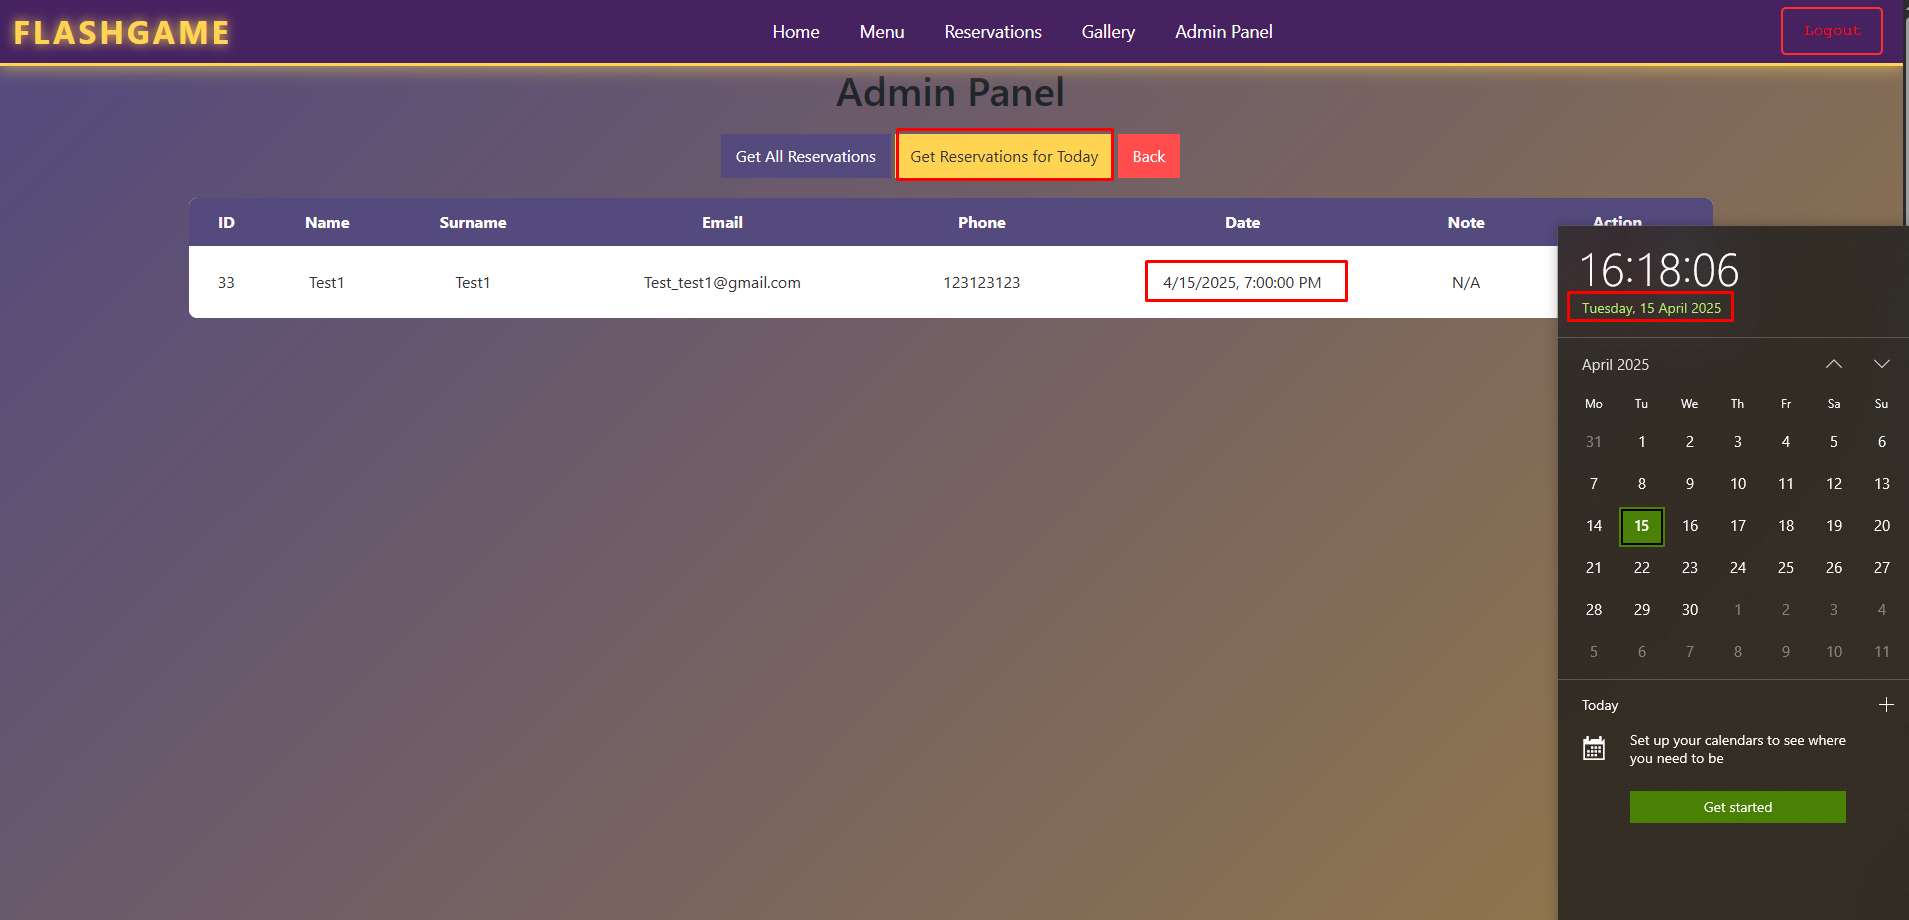 FLASHGAME
Home Menu Reservations Gallery Admin Panel
Logout
Admin Panel
Get All Reservations Get Reservations for Today Back
ID Name Surname Email Phone Date Note Action
33 Test1 Test1 Test_test1@gmail.com 123123123 4/15/2025, 7:00:00 PM N/A
16:18:06
Tuesday, 15 April 2025
April 2025
Mo Tu We Th Fr Sa Su
31 1 2 3 4 5 6
7 8 9 10 11 12 13
14 15 16 17 18 19 20
21 22 23 24 25 26 27
28 29 30 1 2 3 4
5 6 7 8 9 10 11
Today
Set up your calendars to see where
you need to be
Get started